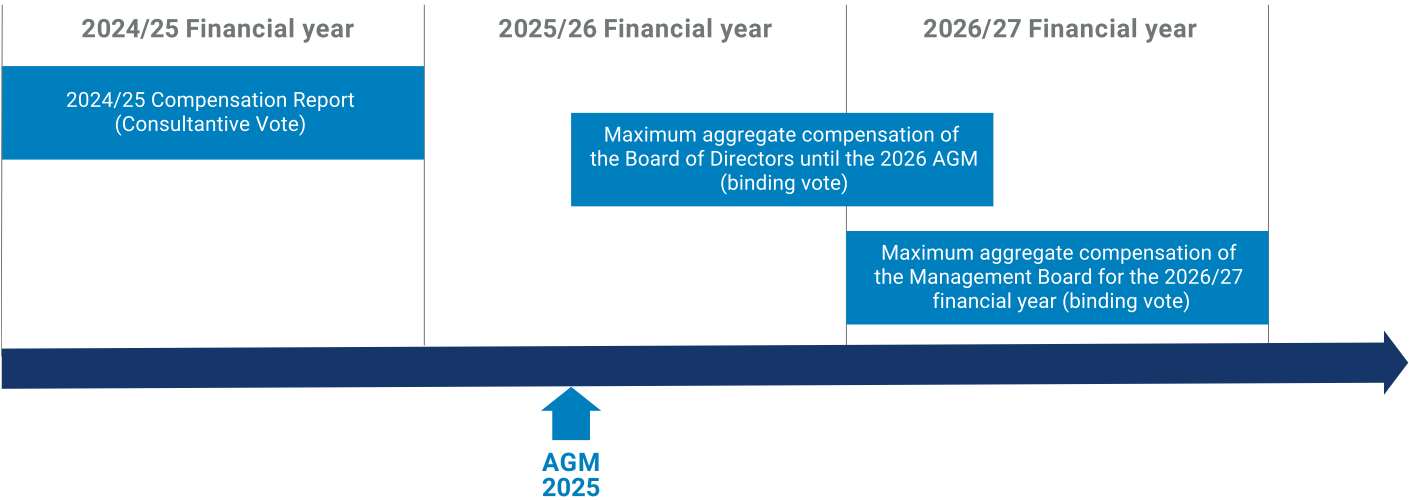 2024/25 Financial year
2025/26 Financial year
2026/27 Financial year
2024/25 Compensation Report
(Consultantive Vote)
Maximum aggregate compensation of
the Board of Directors until the 2026 AGM
(binding vote)
Maximum aggregate compensation of
the Management Board for the 2026/27
financial year (binding vote)
AGM
2025